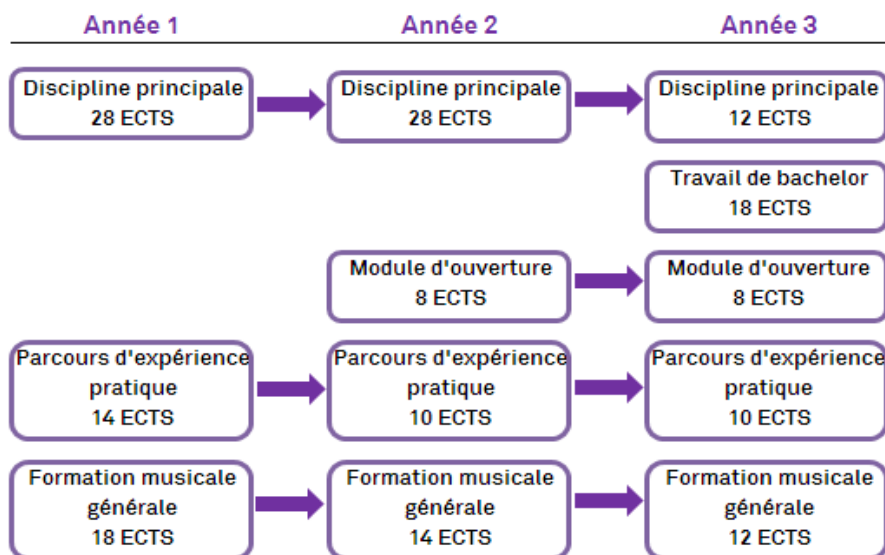 Année 1
Année 2
Année 3
Discipline principale
28 ECTS
Discipline principale
28 ECTS
Discipline principale
12 ECTS
Travail de bachelor
18 ECTS
Module d'ouverture
8 ECTS
Module d'ouverture
8 ECTS
Parcours d'expérience
pratique
14 ECTS
Parcours d'expérience
pratique
10 ECTS
Parcours d'expérience
pratique
10 ECTS
Formation musicale
générale
18 ECTS
Formation musicale
générale
14 ECTS
Formation musicale
générale
12 ECTS